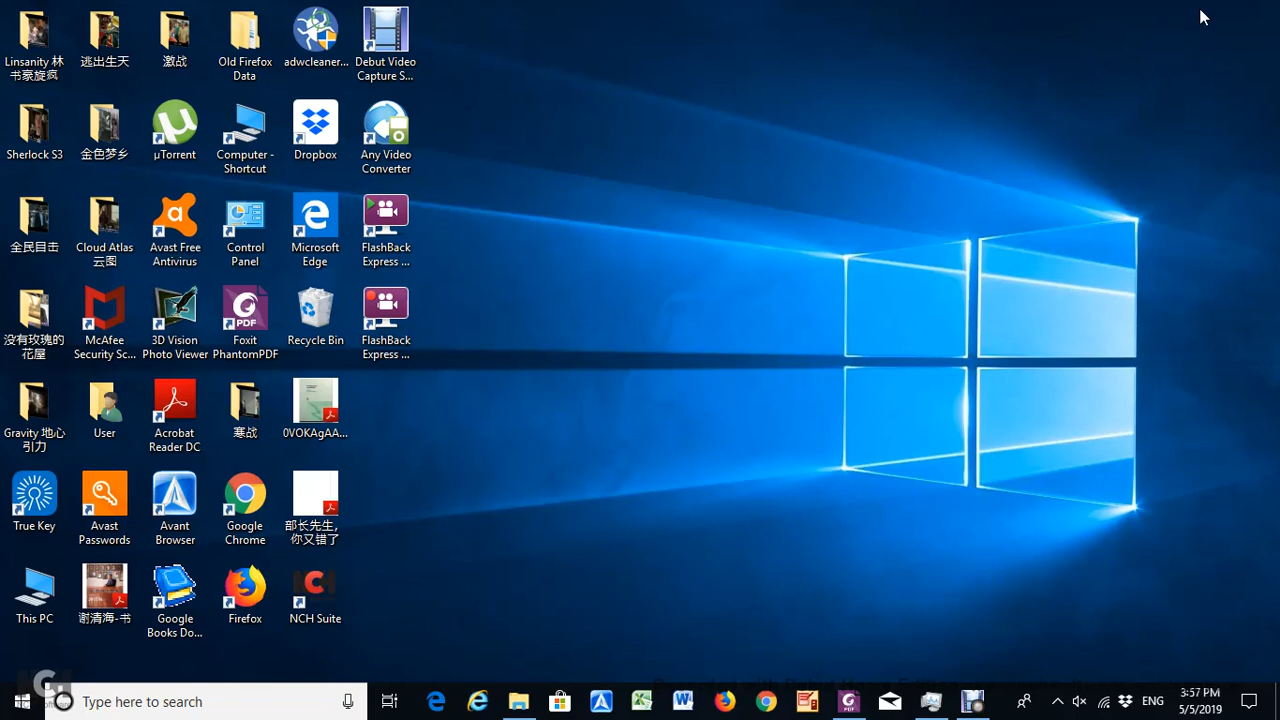 Linsanity 林
书豪旋疯
逃出生天
激战
Old Firefox
Data
adwcleaner...
Debut Video
Capture S...
Sherlock S3
金色梦乡
µTorrent
Computer -
Shortcut
Dropbox
Any Video
Converter
全民目击
Cloud Atlas
云图
Avast Free
Antivirus
Control
Panel
Microsoft
Edge
FlashBack
Express ...
没有玫瑰的
花屋
McAfee
Security Sc...
3D Vision
Photo Viewer
PDF
Foxit
PhantomPDF
Recycle Bin
FlashBack
Express ...
Gravity 地心
引力
User
Acrobat
Reader DC
寒战
0VOKAgAA...
True Key
Avast
Passwords
Avant
Browser
Google
Chrome
部长先生,
你又错了
This PC
谢清海-书
Google
Books Do...
Firefox
NCH
NCH Suite
Type here to search
ENG
3:57 PM
5/5/2019